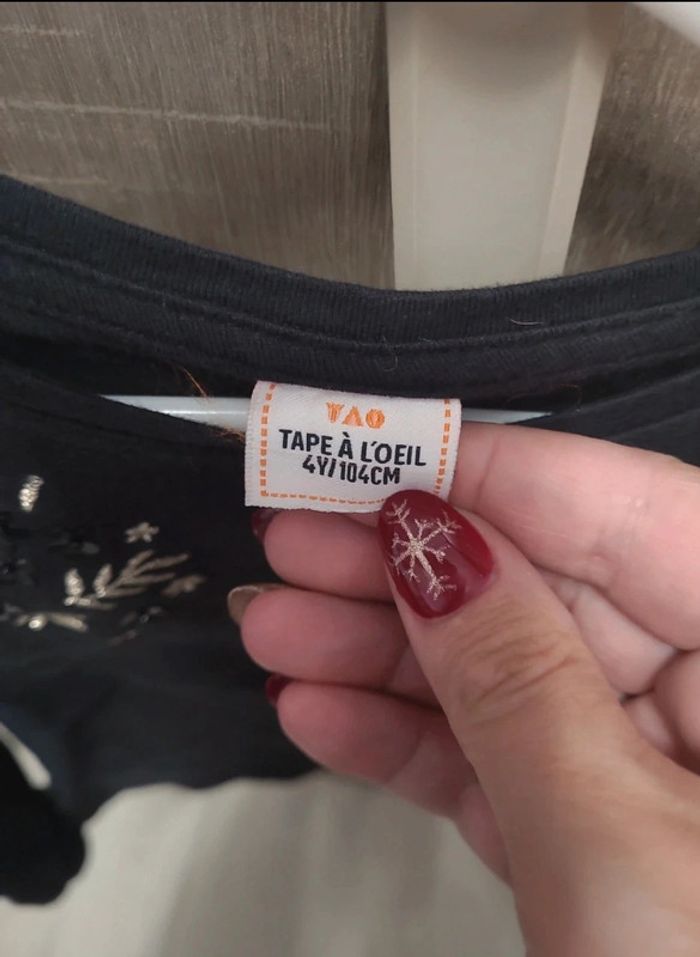 TAO
TAPE À L'OEIL
4Y/104CM